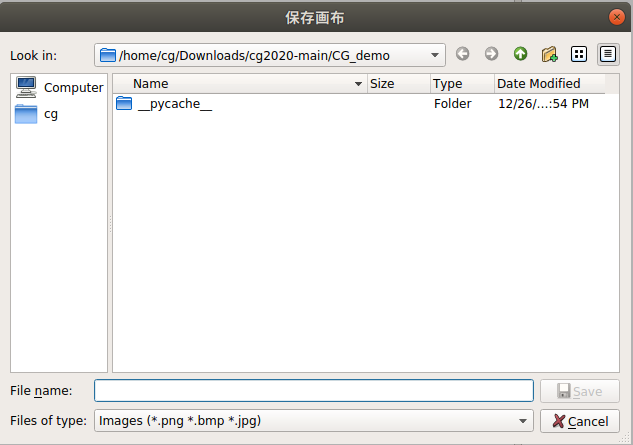 保存画布
Look in: /home/cg/Downloads/cg2020-main/CG_demo
Computer
cg
Name Size Type Date Modified
__pycache__ Folder 12/26/...:54 PM
File name: Save
Files of type: Images (*.png *.bmp *.jpg) Cancel